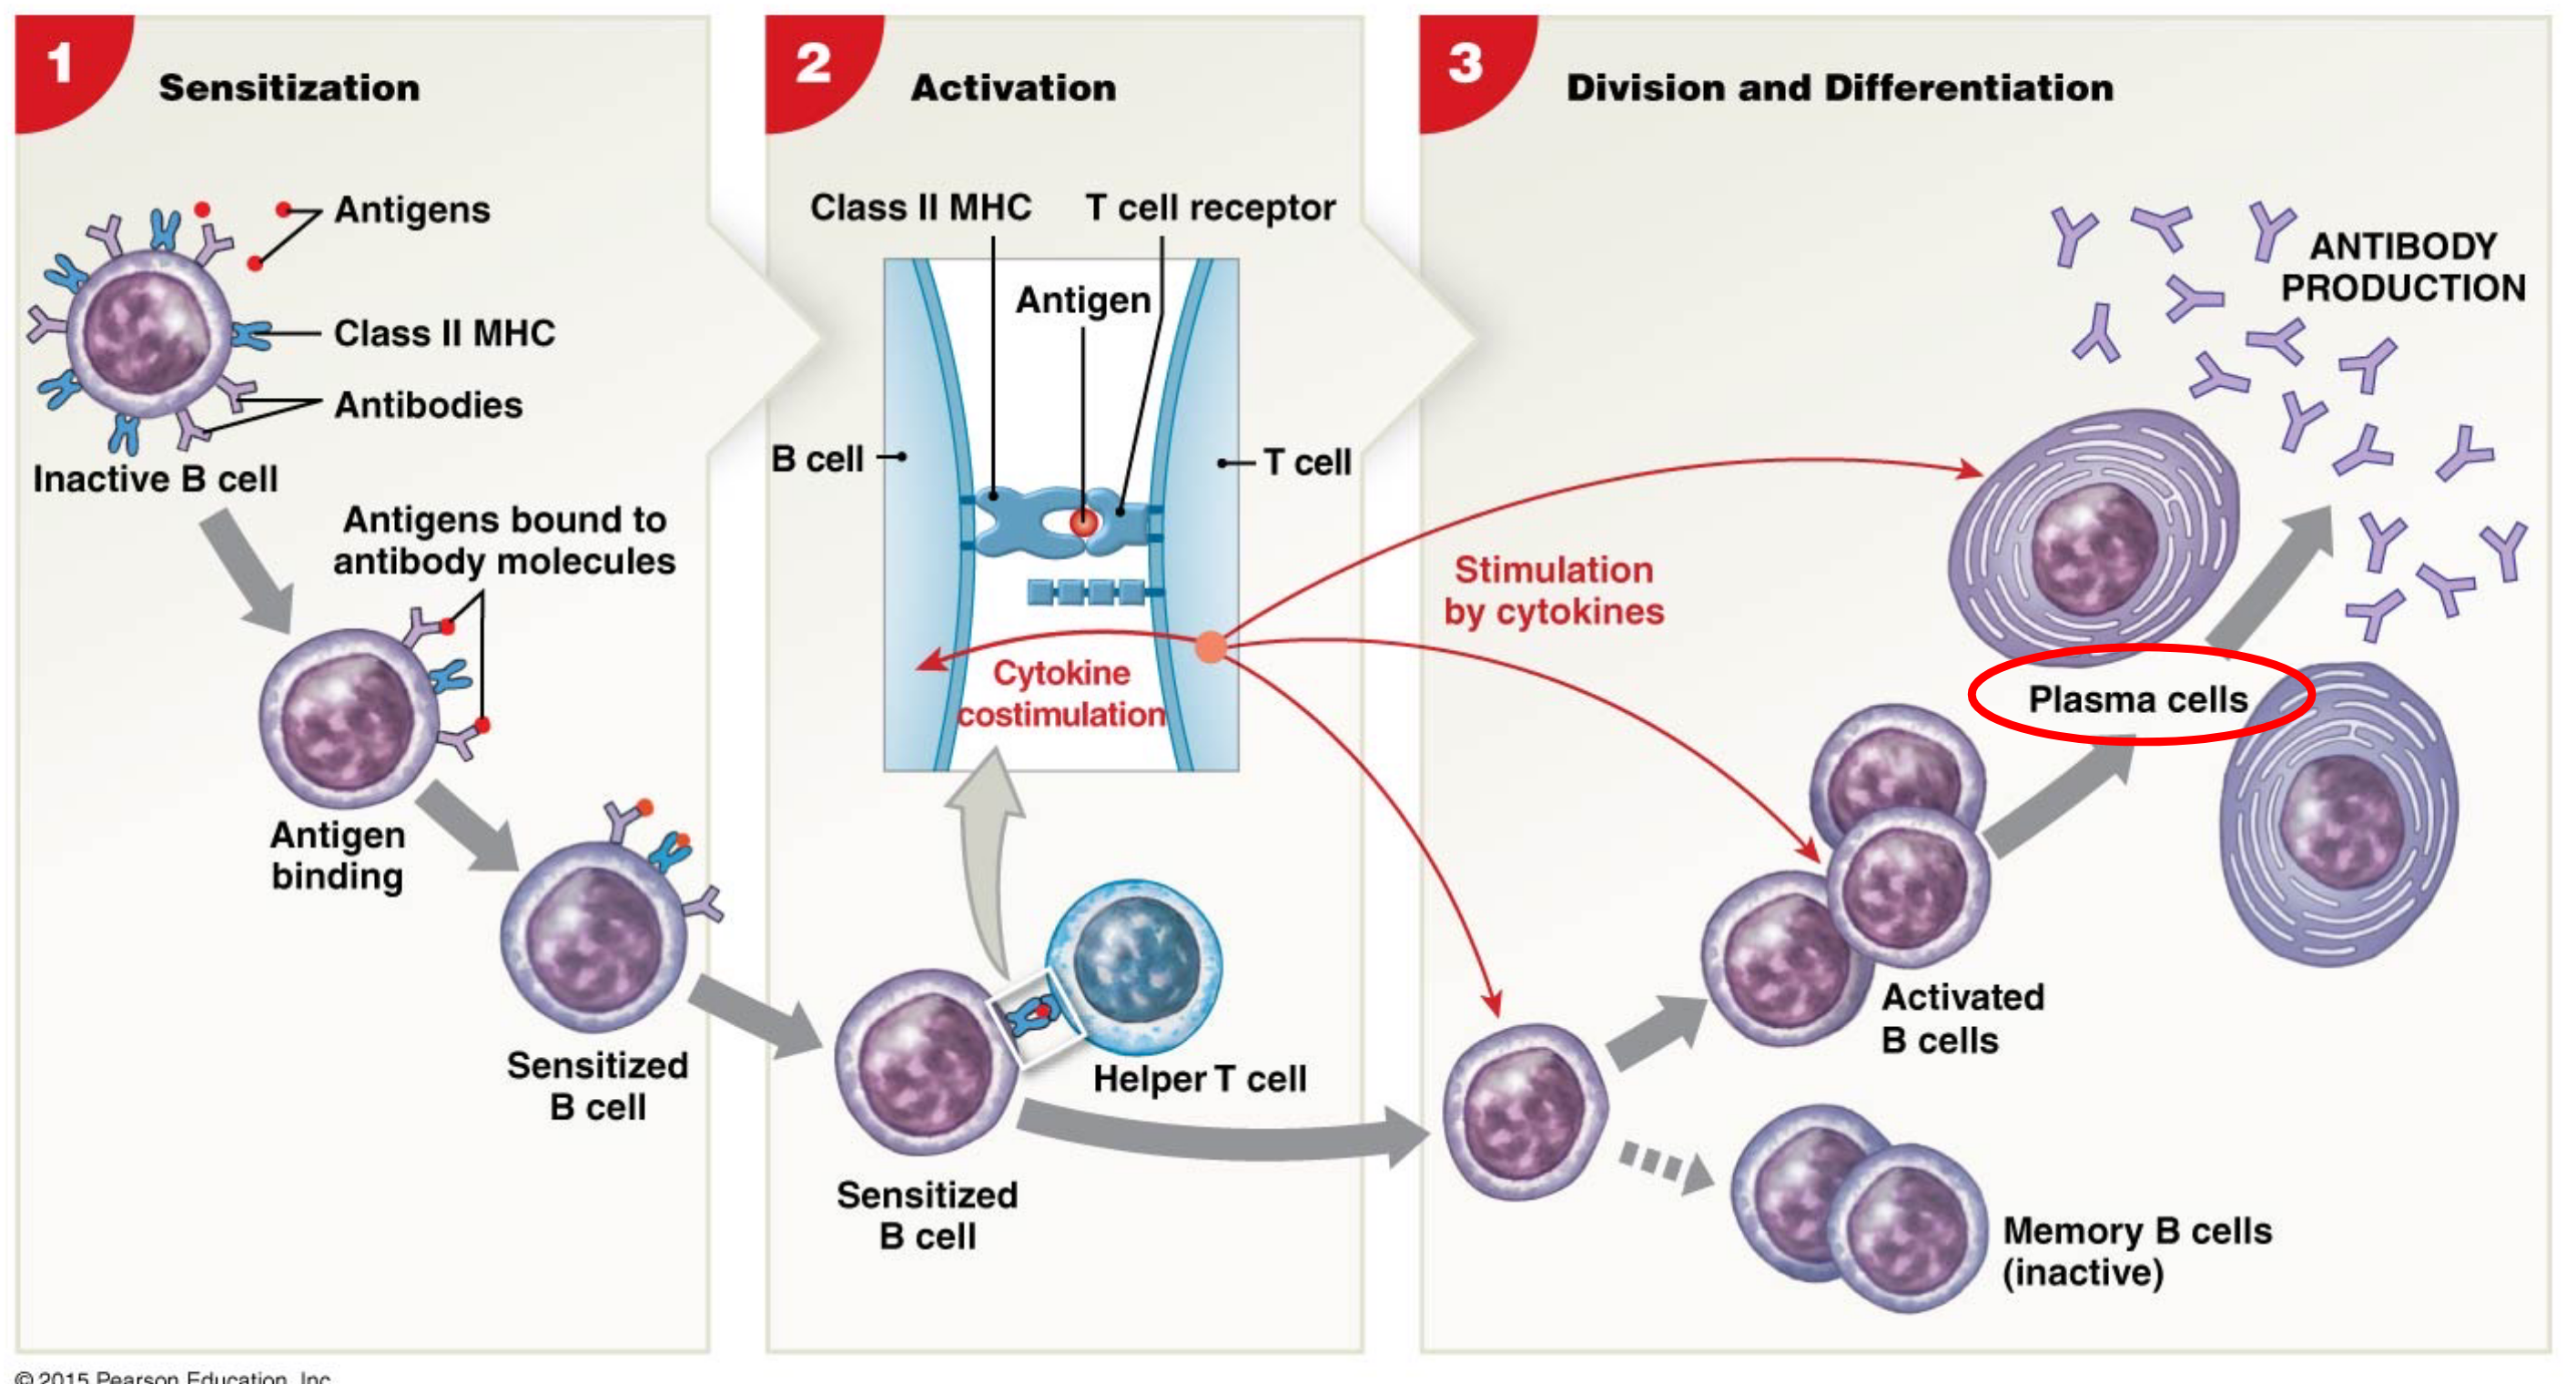 1
Sensitization
Antigens
Class II MHC
Antibodies
Inactive B cell
Antigens bound to
antibody molecules
Antigen
binding
Sensitized
B cell
2
Activation
Class II MHC
T cell receptor
Antigen
B cell
T cell
Cytokine
costimulation
Helper T cell
Sensitized
B cell
3
Division and Differentiation
ANTIBODY
PRODUCTION
Stimulation
by cytokines
Plasma cells
Activated
B cells
Memory B cells
(inactive)
© 2015 Pearson Education, Inc.